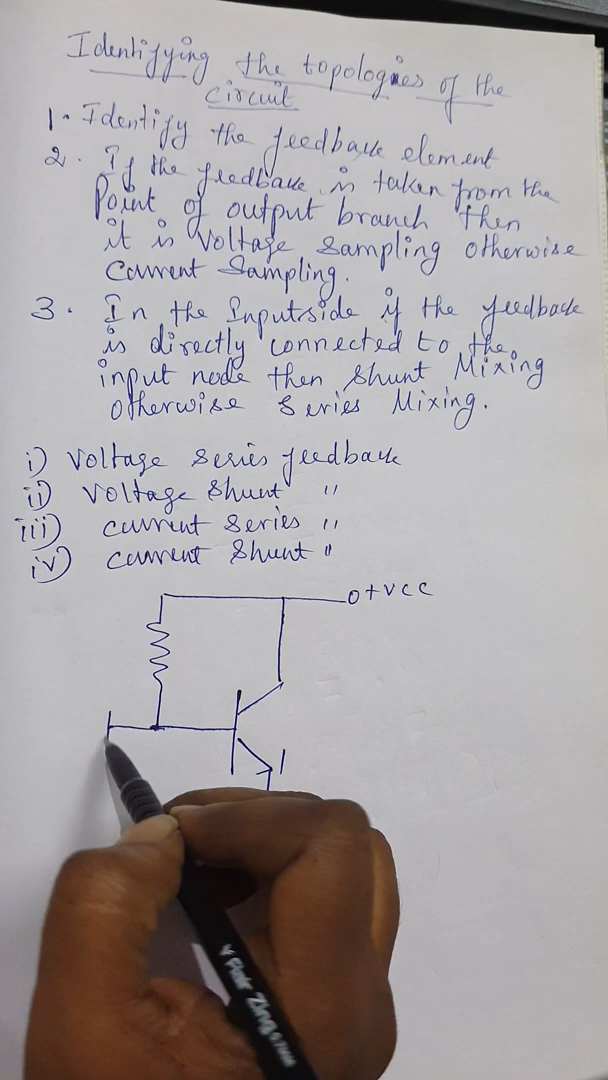 Identifying the topologies of the
circuit
1. Identify the feedback element
2. If the feedback is taken from the
Point of output branch then
it is Voltage Sampling otherwise
Current Sampling.
3. In the Inputside if the feedback
is directly connected to the
input node then Shunt Mixing
otherwise Series Mixing.
i) Voltage series feedback
ii) Voltage Shunt "
iii) current Series "
iv) current Shunt "
o+VCC
Flair Zing